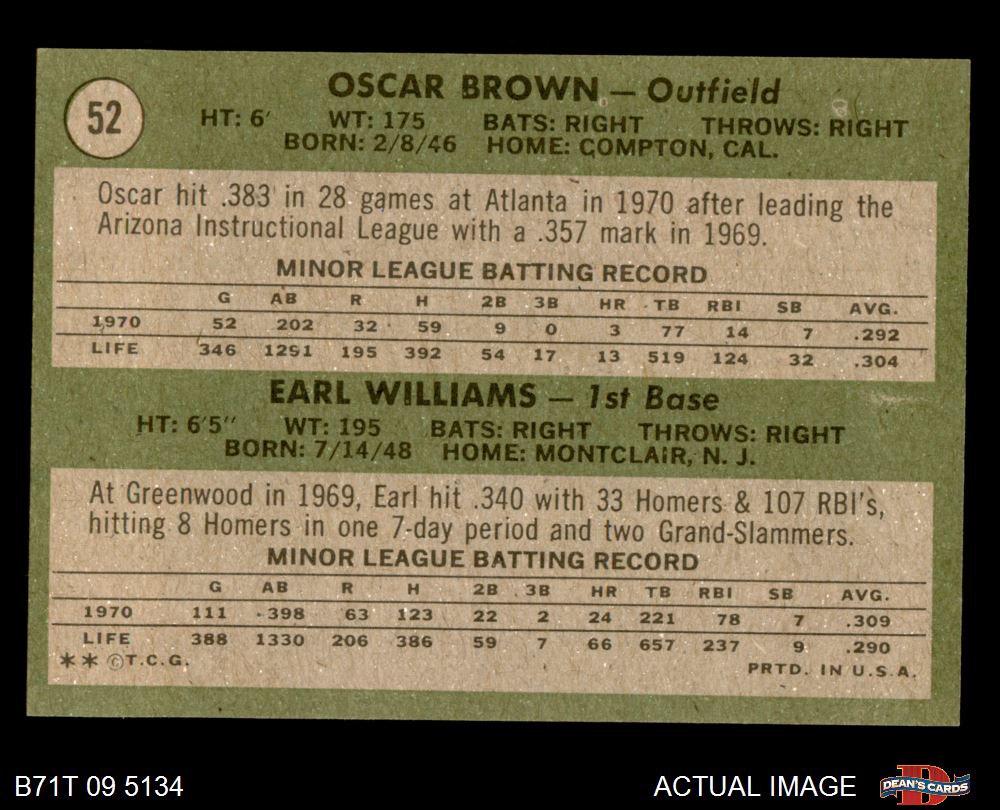 52
OSCAR BROWN — Outfield
HT: 6' WT: 175 BATS: RIGHT THROWS: RIGHT
BORN: 2/8/46 HOME: COMPTON, CAL.
Oscar hit .383 in 28 games at Atlanta in 1970 after leading the
Arizona Instructional League with a .357 mark in 1969.
MINOR LEAGUE BATTING RECORD
G AB R H 2B 3B HR TB RBI SB AVG.
1970 52 202 32 59 9 0 3 77 14 7 .292
LIFE 346 1291 195 392 54 17 13 519 124 32 .304
EARL WILLIAMS — 1st Base
HT: 6'5'' WT: 195 BATS: RIGHT THROWS: RIGHT
BORN: 7/14/48 HOME: MONTCLAIR, N. J.
At Greenwood in 1969, Earl hit .340 with 33 Homers & 107 RBI's,
hitting 8 Homers in one 7-day period and two Grand-Slammers.
MINOR LEAGUE BATTING RECORD
G AB R H 2B 3B HR TB RBI SB AVG.
1970 111 398 63 123 22 2 24 221 78 7 .309
LIFE 388 1330 206 386 59 7 66 657 237 9 .290
** ©T.C.G. PRTD. IN U.S.A.
B71T 09 5134 ACTUAL IMAGE D DEAN'S CARDS